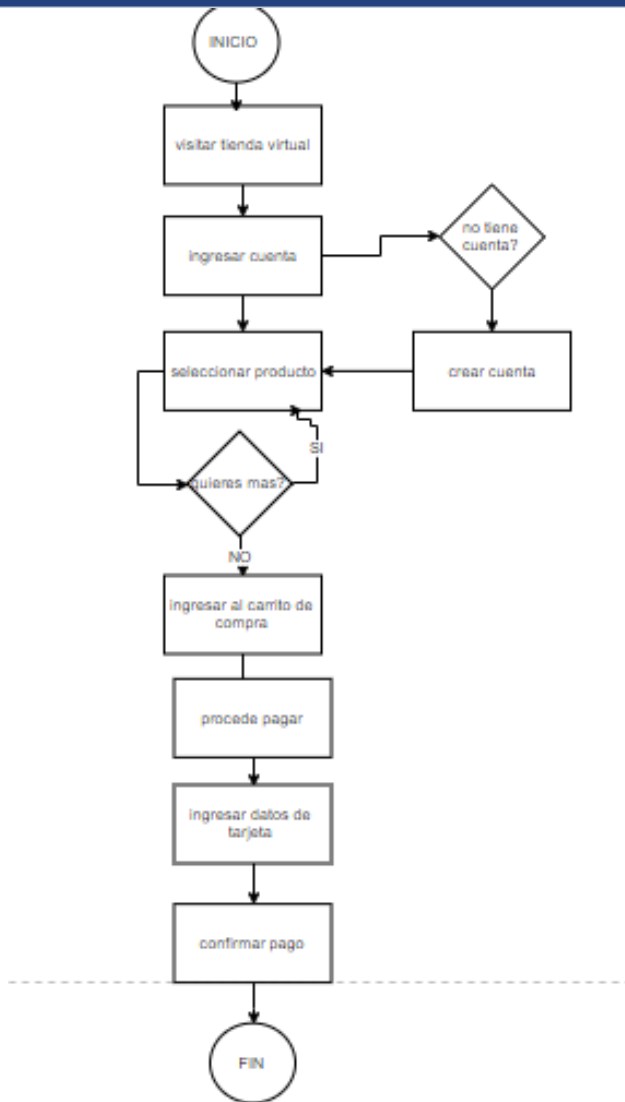 INICIO
visitar tienda virtual
ingresar cuenta
no tiene
cuenta?
seleccionar producto
crear cuenta
SI
quieres mas?
NO
ingresar al carrito de
compra
procede pagar
ingresar datos de
tarjeta
confirmar pago
FIN